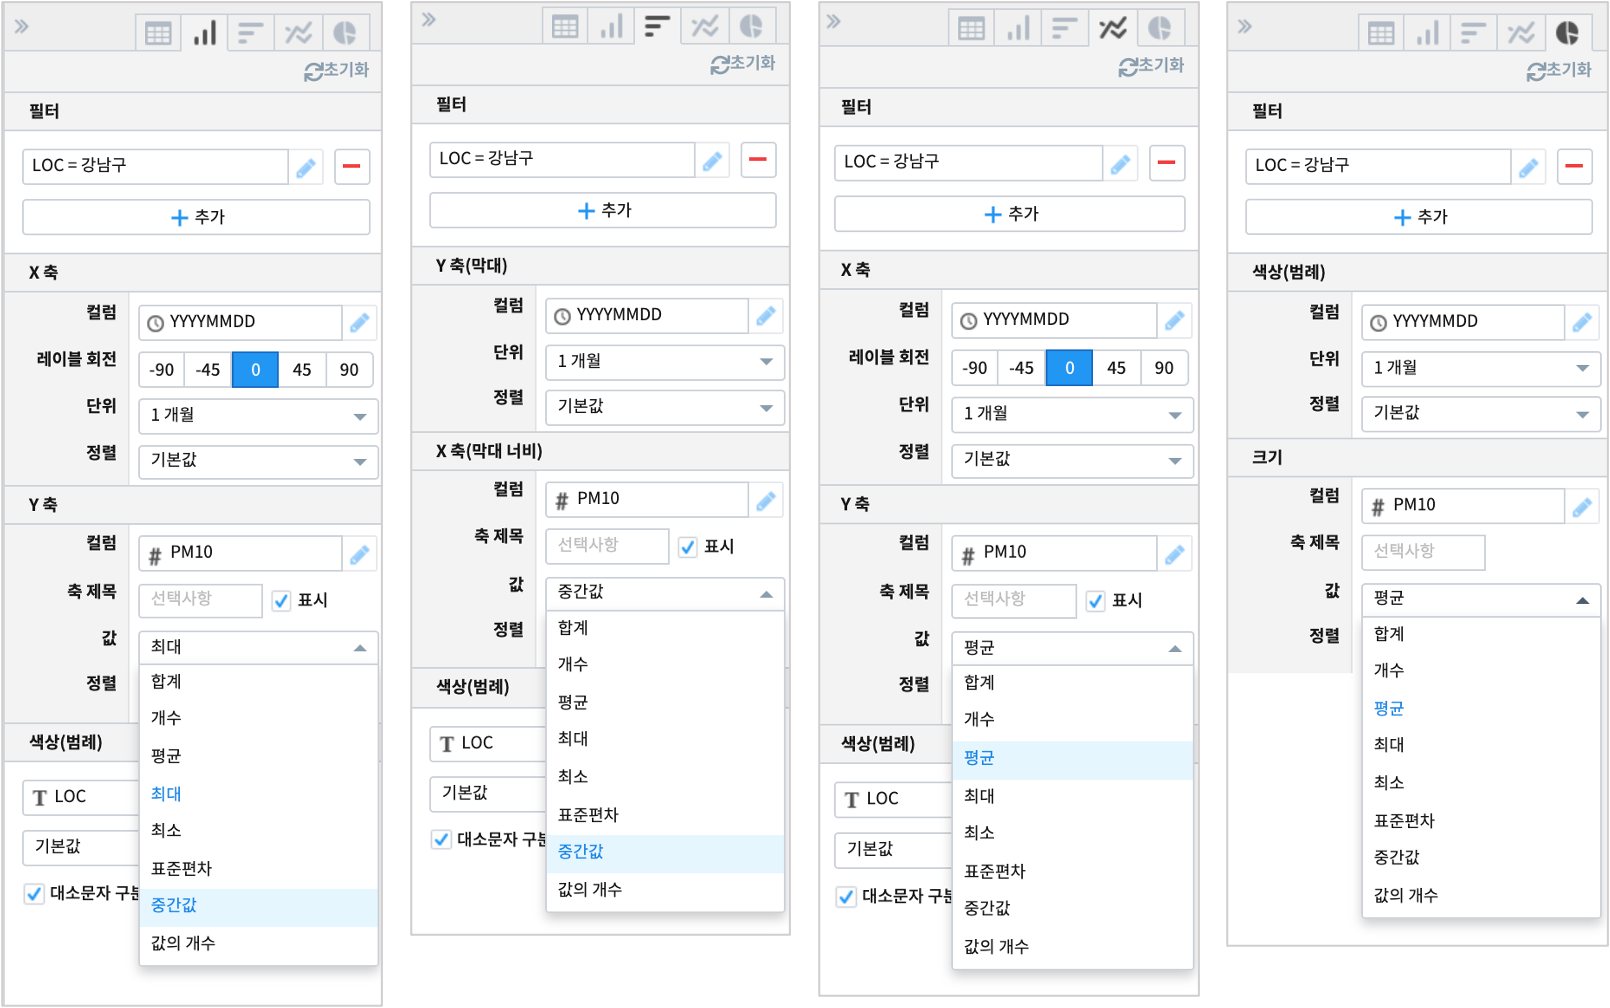 초기화
필터
LOC = 강남구
추가
X 축
컬럼
YYYYMMDD
레이블 회전
-90 -45 0 45 90
단위
1 개월
정렬
기본값
Y 축
컬럼
# PM10
축 제목
선택사항
표시
값
최대
정렬
합계
개수
평균
최대
최소
표준편차
중간값
값의 개수
색상(범례)
T LOC
기본값
대소문자 구분
초기화
필터
LOC = 강남구
추가
Y 축(막대)
컬럼
YYYYMMDD
단위
1 개월
정렬
기본값
X 축(막대 너비)
컬럼
# PM10
축 제목
선택사항
표시
값
중간값
정렬
합계
개수
평균
최대
최소
표준편차
중간값
값의 개수
색상(범례)
T LOC
기본값
대소문자 구분
초기화
필터
LOC = 강남구
추가
X 축
컬럼
YYYYMMDD
레이블 회전
-90 -45 0 45 90
단위
1 개월
정렬
기본값
Y 축
컬럼
# PM10
축 제목
선택사항
표시
값
평균
정렬
합계
개수
평균
최대
최소
표준편차
중간값
값의 개수
색상(범례)
T LOC
기본값
대소문자 구분
초기화
필터
LOC = 강남구
추가
색상(범례)
컬럼
YYYYMMDD
단위
1 개월
정렬
기본값
크기
컬럼
# PM10
축 제목
선택사항
값
평균
정렬
합계
개수
평균
최대
최소
표준편차
중간값
값의 개수